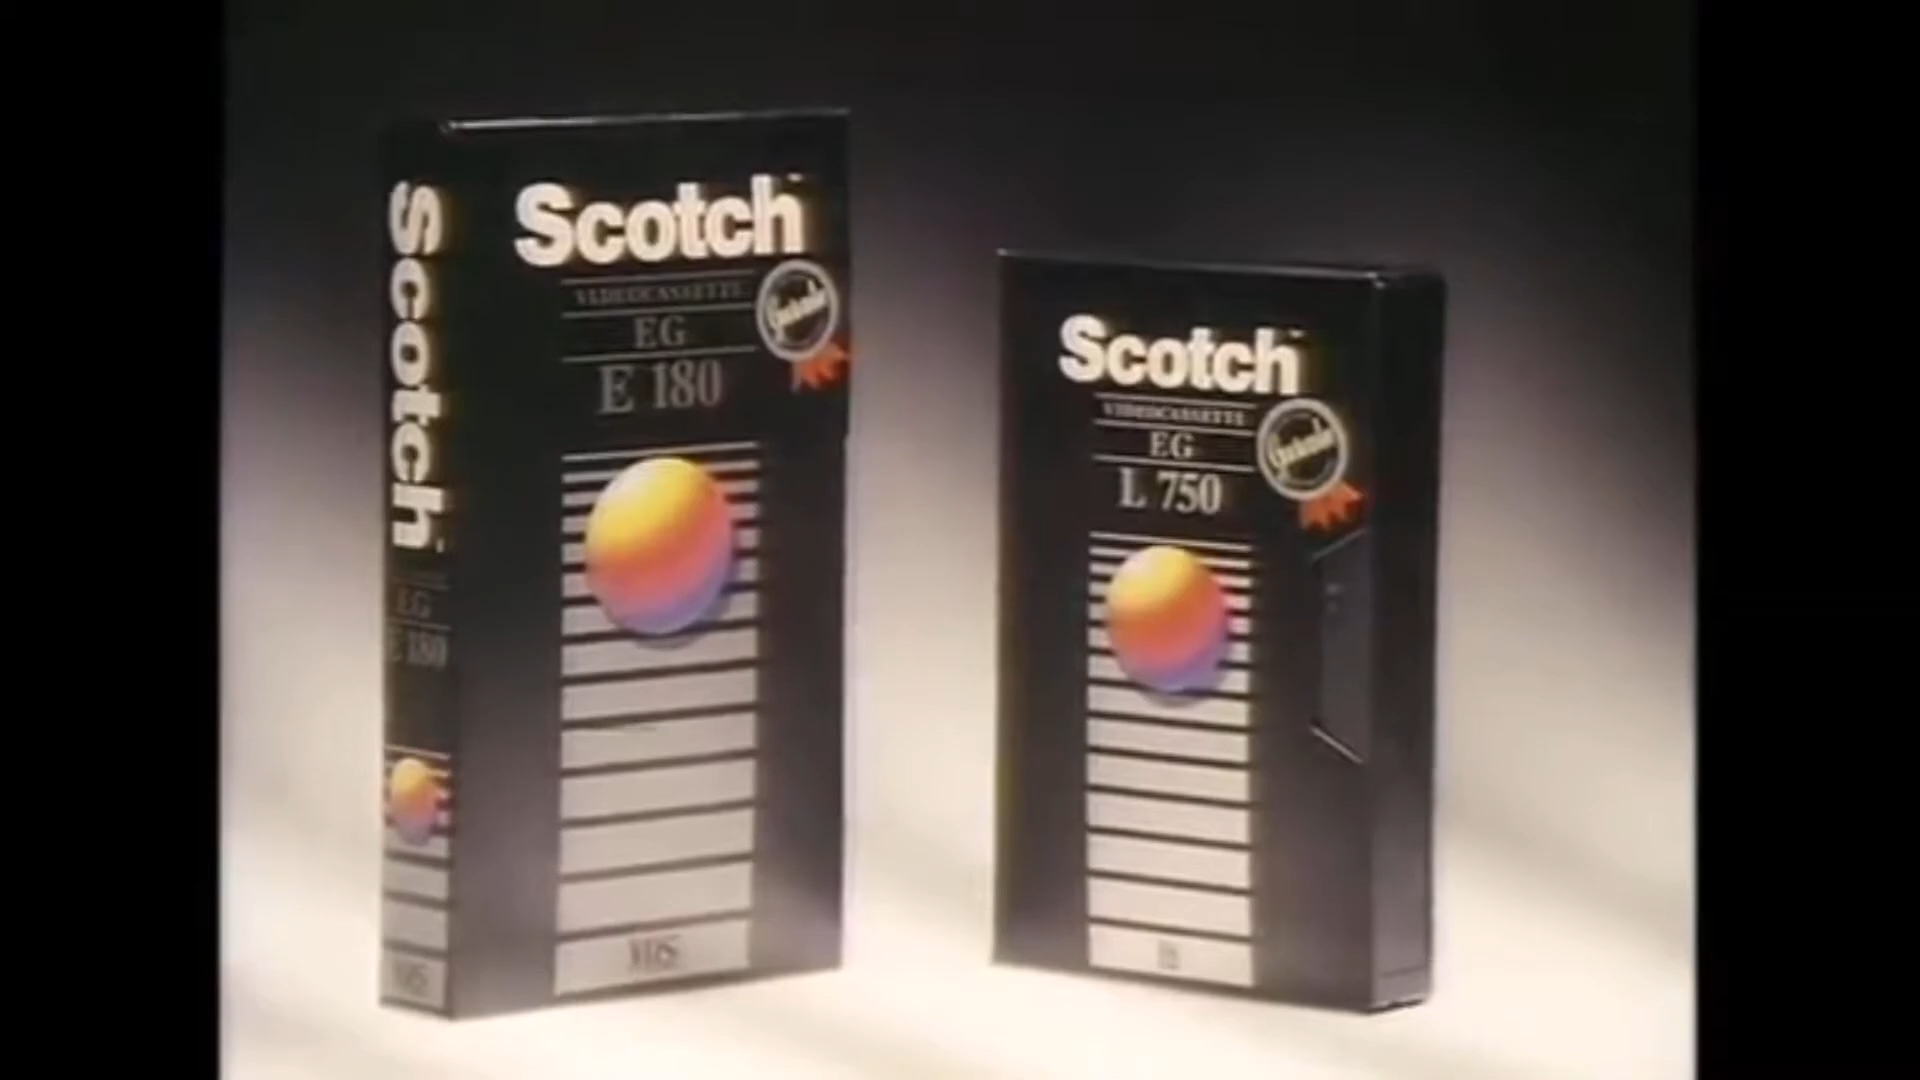 Scotch
EG
E 180
Scotch
VIDEOCASSETTE
EG
E 180
VHS
VHS
Scotch
VIDEOCASSETTE
EG
L 750